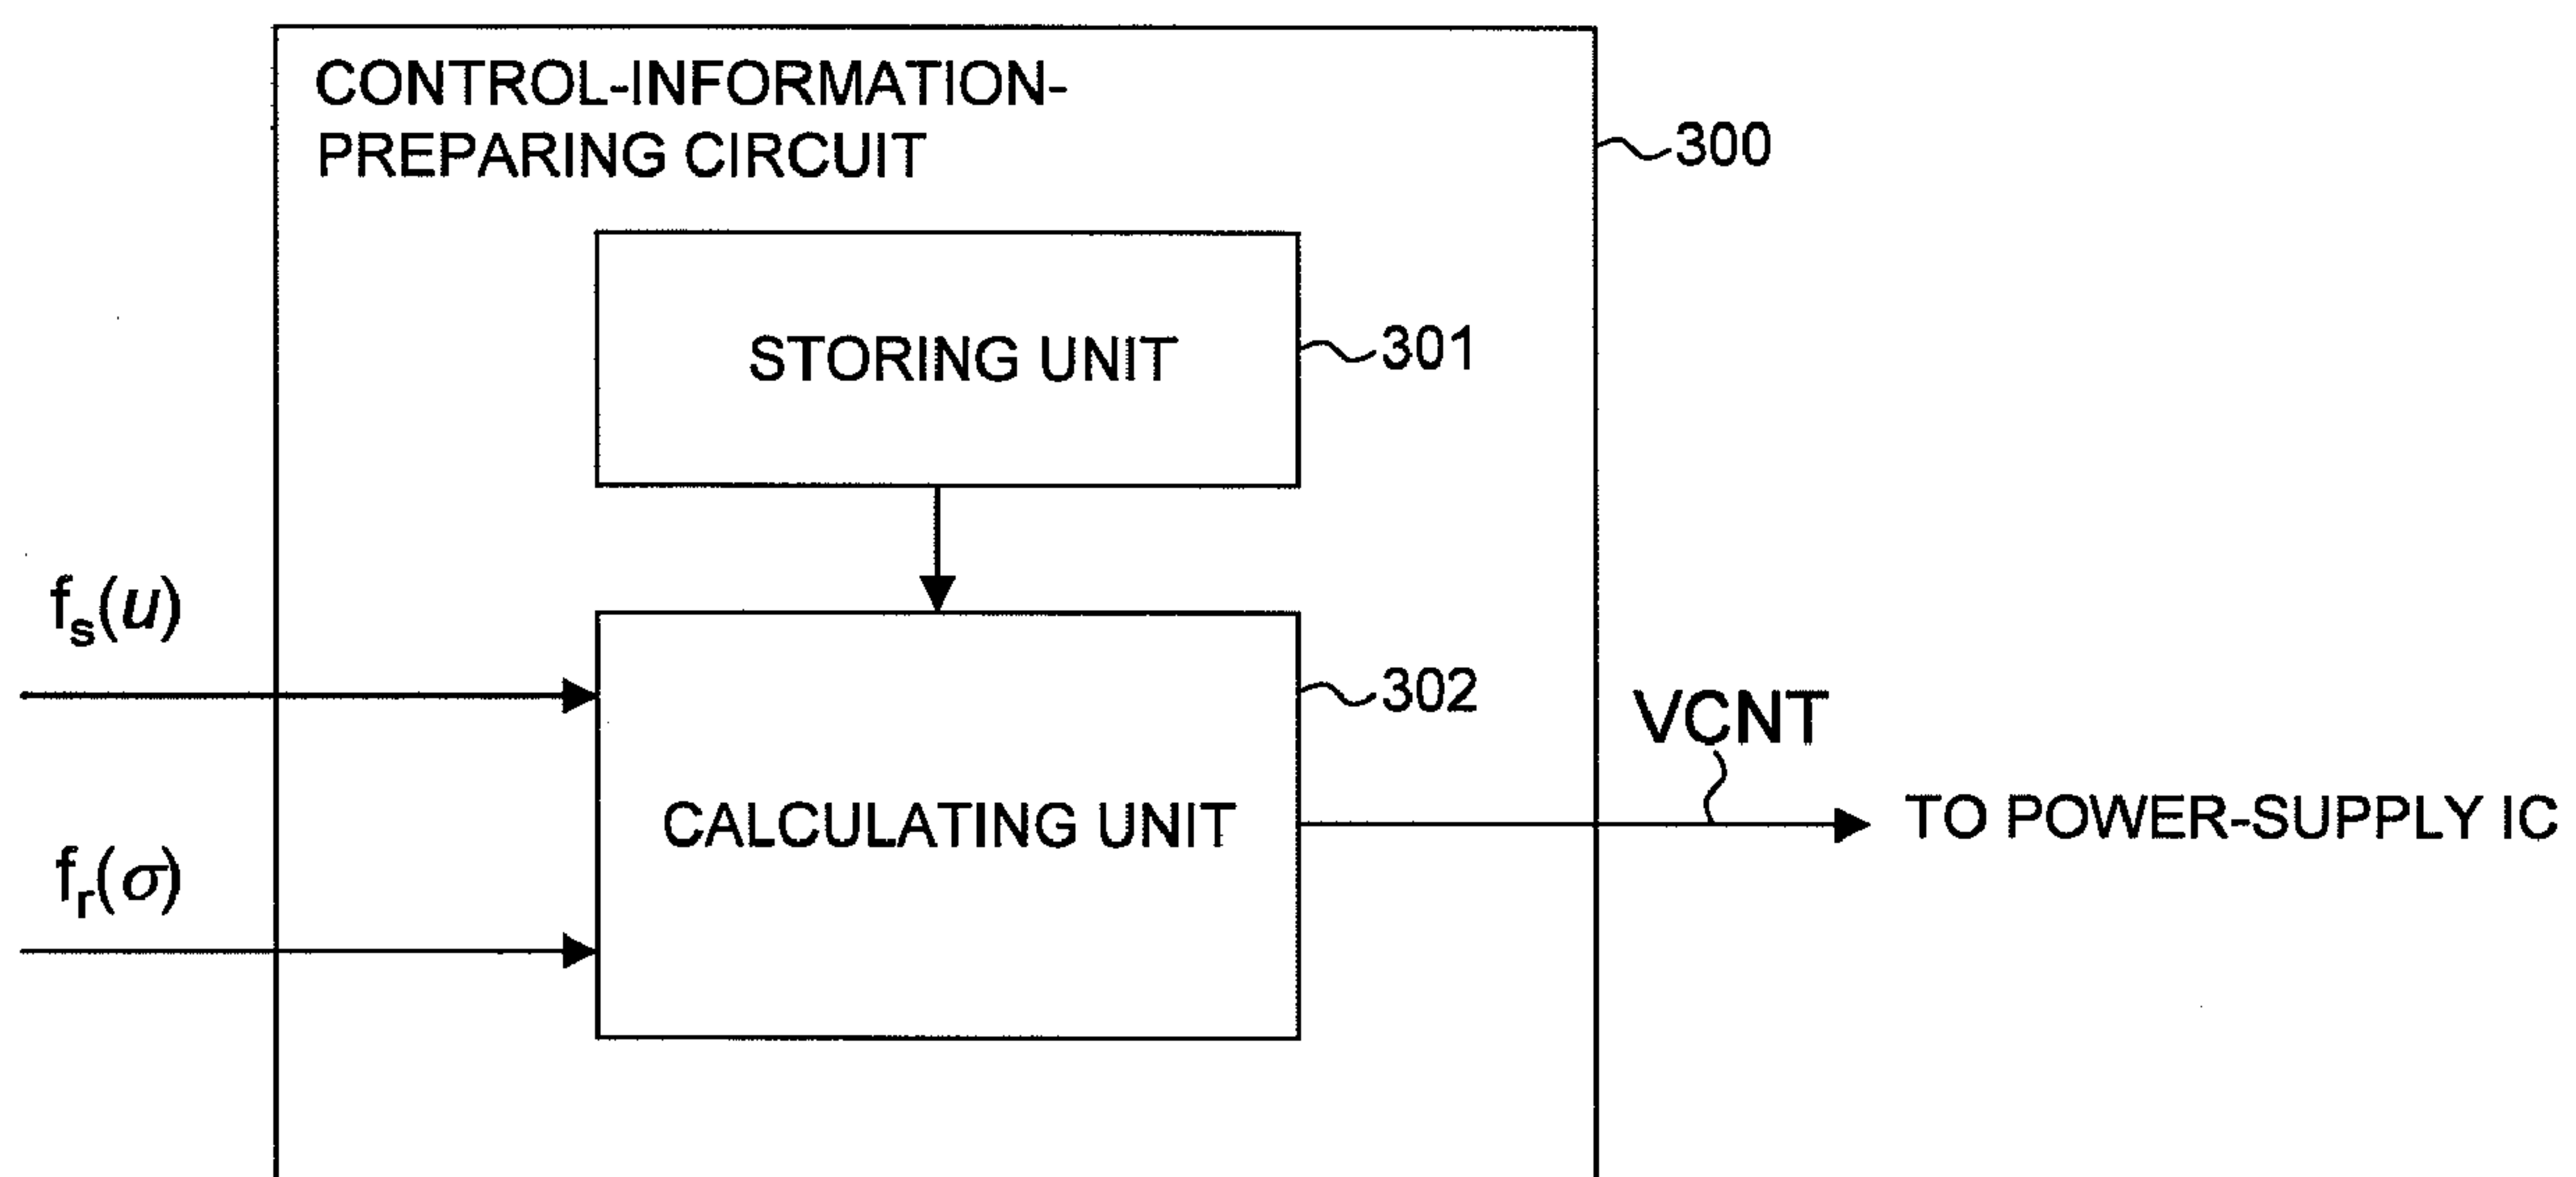 CONTROL-INFORMATION-
PREPARING CIRCUIT
300
STORING UNIT
301
fs(u)
302
VCNT
CALCULATING UNIT
TO POWER-SUPPLY IC
fr(σ)